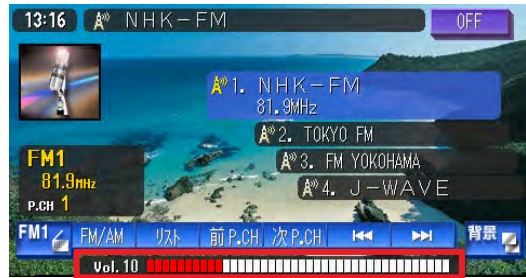 13:16 NHK-FM OFF
1. NHK-FM
81.9MHz
2. TOKYO FM
3. FM YOKOHAMA
4. J-WAVE
FM1
81.9MHz
P.CH 1
FM1 FM/AM リスト 前P.CH 次P.CH 背景
Vol.10